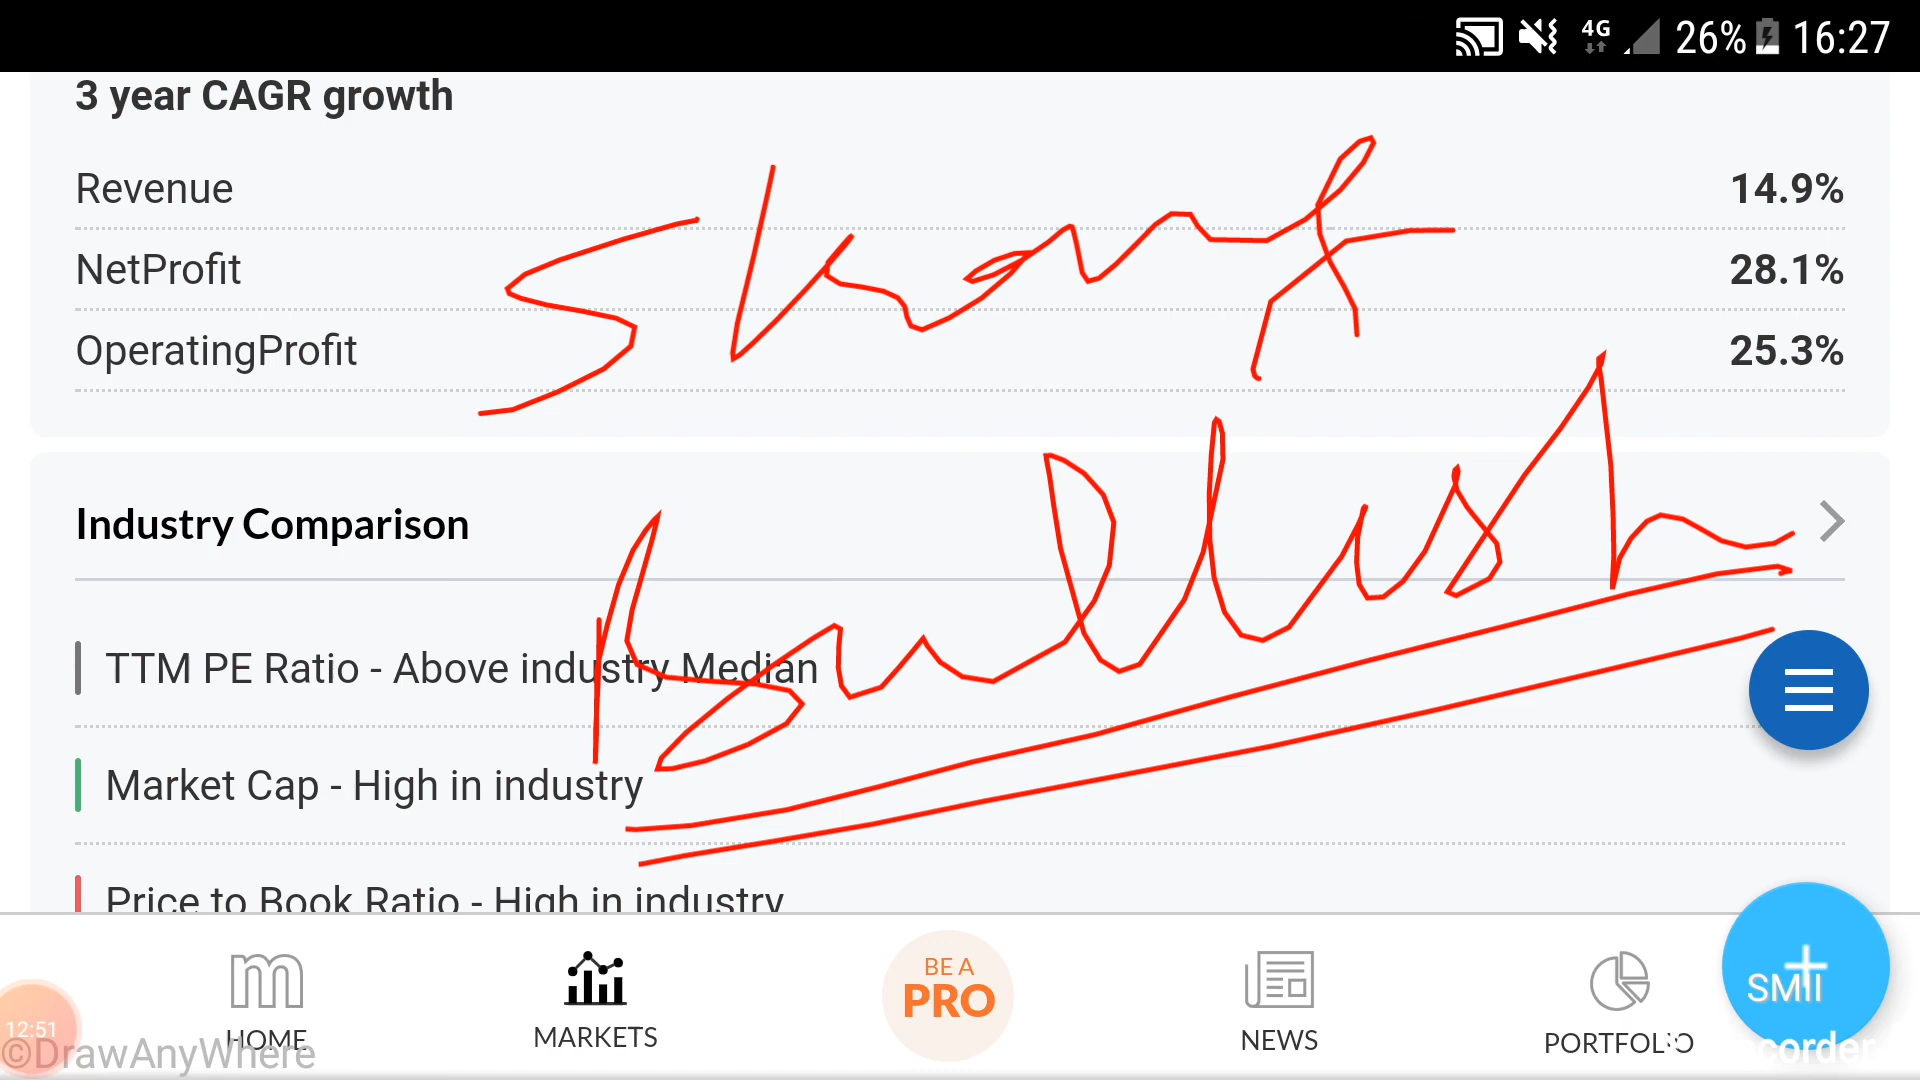 4G 26% 16:27
3 year CAGR growth
Revenue 14.9%
NetProfit 28.1%
OperatingProfit 25.3%
Industry Comparison
TTM PE Ratio - Above industry Median
Market Cap - High in industry
Price to Book Ratio - High in industry
BE A
PRO
HOME
MARKETS
NEWS
PORTFOLIO
SMII
corder
12:51
©DrawAnyWhere